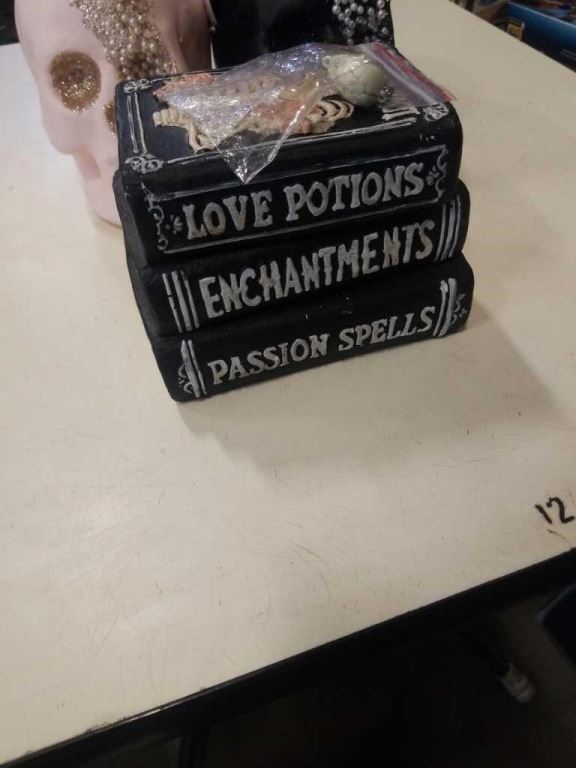 LOVE POTIONS
ENCHANTMENTS
PASSION SPELLS
12